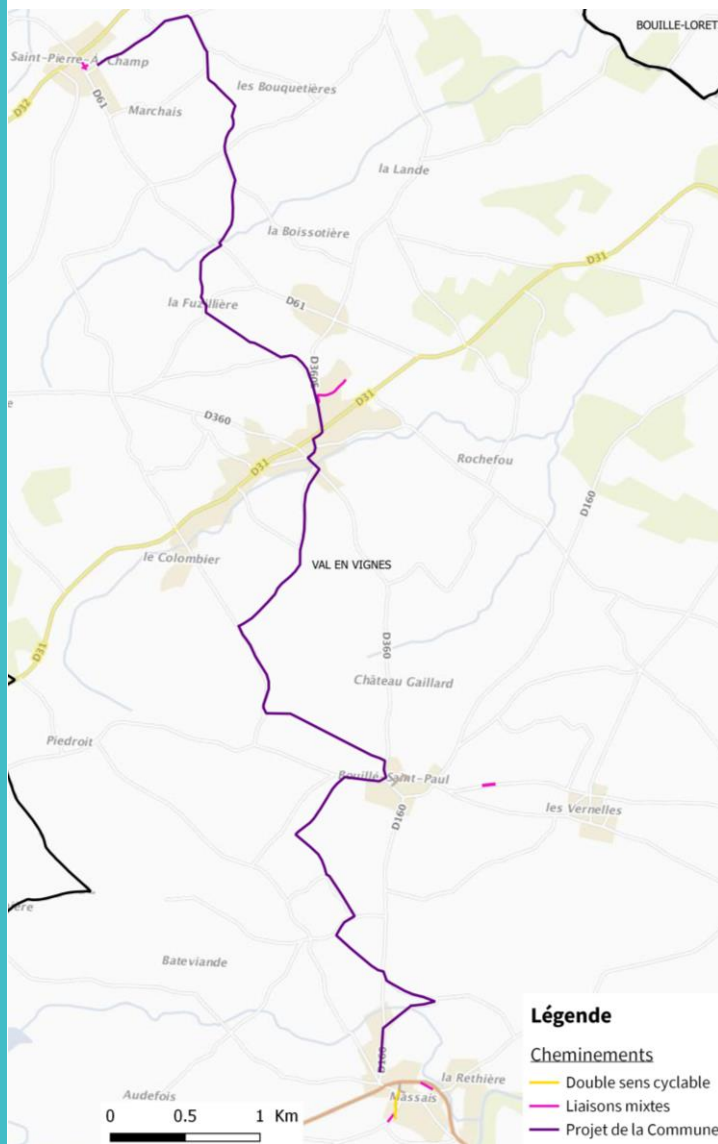 BOUILLE-LORET
Saint-Pierre-À-Champ
D32
D61
les Bouquetières
Marchais
la Lande
la Boissotière
D31
la Fuzillière
D61
D360E
D31
D360
Rochefou
D31
D160
le Colombier
VAL EN VIGNES
D360
D31
Château Gaillard
Piedroit
Bouillé-Saint-Paul
les Vernelles
D160
Bateviande
D160
la Rethière
Massais
Audefois
0 0.5 1 Km
Légende
Cheminements
Double sens cyclable
Liaisons mixtes
Projet de la Commune